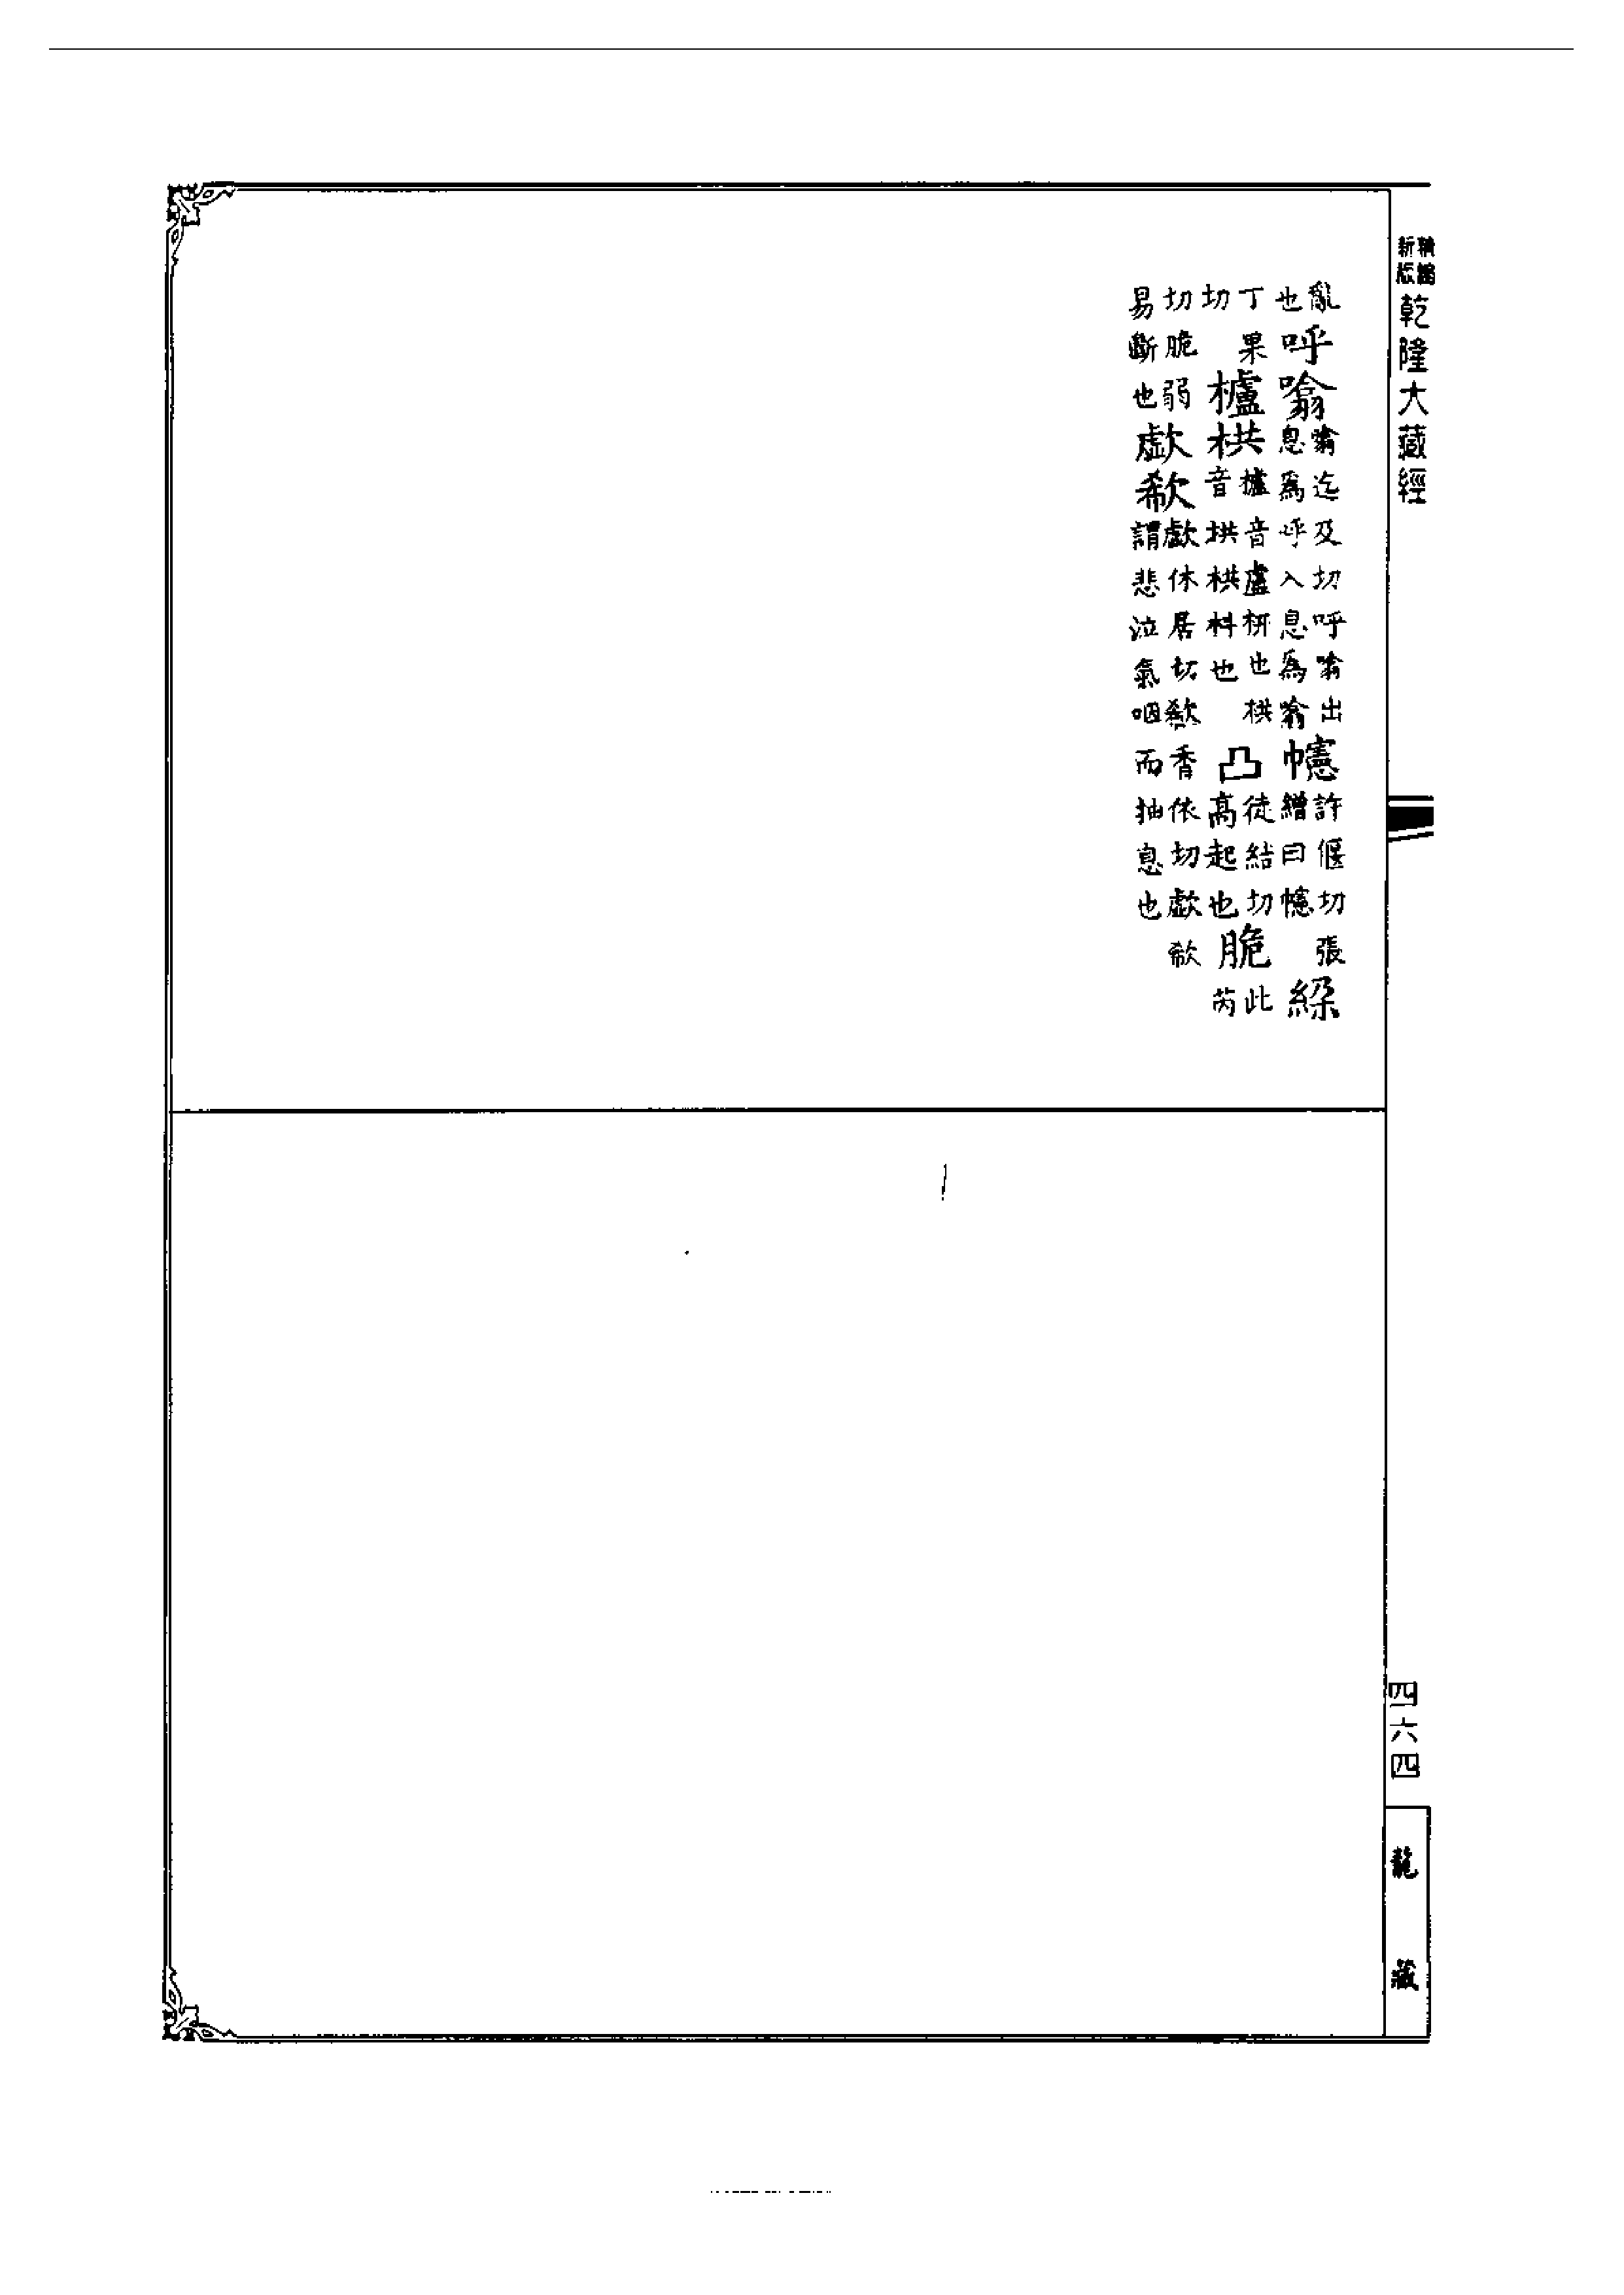 精縮新版
乾隆大藏經
亂也呼噏噏迄及切呼噏出息為呼入息為噏幰許偃切張繒曰幰
丁果切櫨栱櫨音盧枅也栱音拱栱枓也凸徒結切高起也脆此芮
切脆弱易斷也歔欷歔休居切欷香依切歔欷謂悲泣氣咽而抽息也
四六四
龍藏